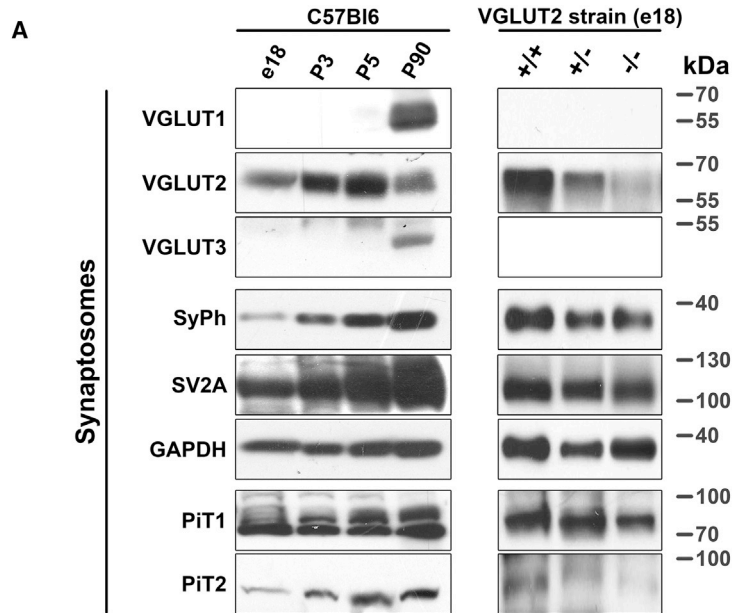 A
C57Bl6
VGLUT2 strain (e18)
e18 P3 P5 P90
+/+ +/- -/-
kDa
Synaptosomes
VGLUT1
70
55
VGLUT2
70
55
VGLUT3
55
SyPh
40
SV2A
130
100
GAPDH
40
PiT1
100
70
PiT2
100